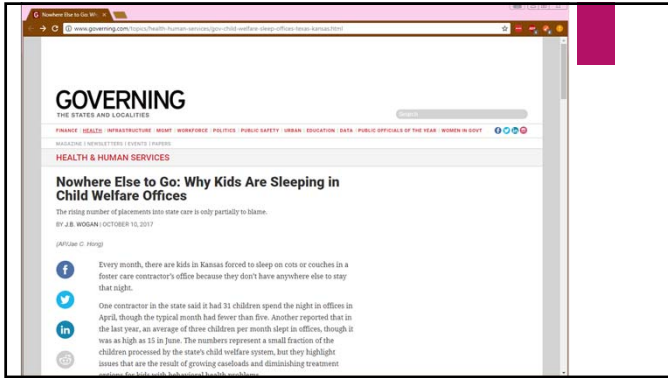 Nowhere Else to Go: Wh
www.governing.com/topics/health-human-services/gov-child-welfare-sleep-offices-texas-kansas.html
GOVERNING
THE STATES AND LOCALITIES
Search
FINANCE HEALTH INFRASTRUCTURE MGMT WORKFORCE POLITICS PUBLIC SAFETY URBAN EDUCATION DATA PUBLIC OFFICIALS OF THE YEAR WOMEN IN GOVT
MAGAZINE | NEWSLETTERS | EVENTS | PAPERS
HEALTH & HUMAN SERVICES
Nowhere Else to Go: Why Kids Are Sleeping in
Child Welfare Offices
The rising number of placements into state care is only partially to blame.
BY J.B. WOGAN | OCTOBER 10, 2017
(AP/Jae C. Hong)
Every month, there are kids in Kansas forced to sleep on cots or couches in a
foster care contractor's office because they don't have anywhere else to stay
that night.
One contractor in the state said it had 31 children spend the night in offices in
April, though the typical month had fewer than five. Another reported that in
the last year, an average of three children per month slept in offices, though it
was as high as 15 in June. The numbers represent a small fraction of the
children processed by the state's child welfare system, but they highlight
issues that are the result of growing caseloads and diminishing treatment
options for kids with behavioral health problems.